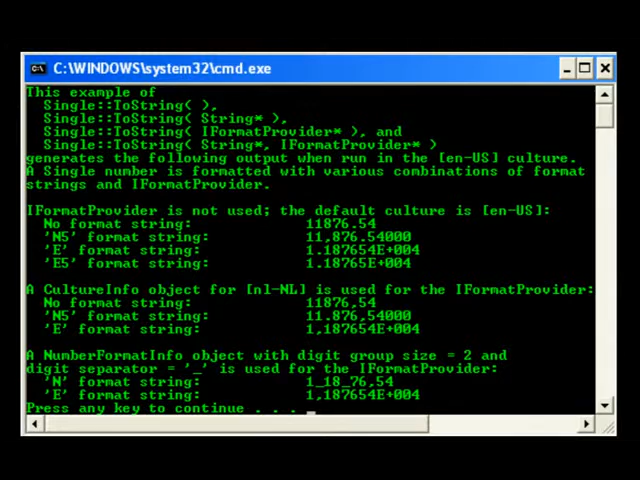 C:\WINDOWS\system32\cmd.exe
This example of
Single::ToString( ),
Single::ToString( String* ),
Single::ToString( IFormatProvider* ), and
Single::ToString( String*, IFormatProvider* )
generates the following output when run in the [en-US] culture.
A Single number is formatted with various combinations of format
strings and IFormatProvider.
IFormatProvider is not used; the default culture is [en-US]:
No format string: 11876.54
'N5' format string: 11,876.54000
'E' format string: 1.187654E+004
'E5' format string: 1.18765E+004
A CultureInfo object for [nl-NL] is used for the IFormatProvider:
No format string: 11876,54
'N5' format string: 11.876,54000
'E' format string: 1,187654E+004
A NumberFormatInfo object with digit group size = 2 and
digit separator = '_' is used for the IFormatProvider:
'N' format string: 1_18_76,54
'E' format string: 1,187654E+004
Press any key to continue . . . _